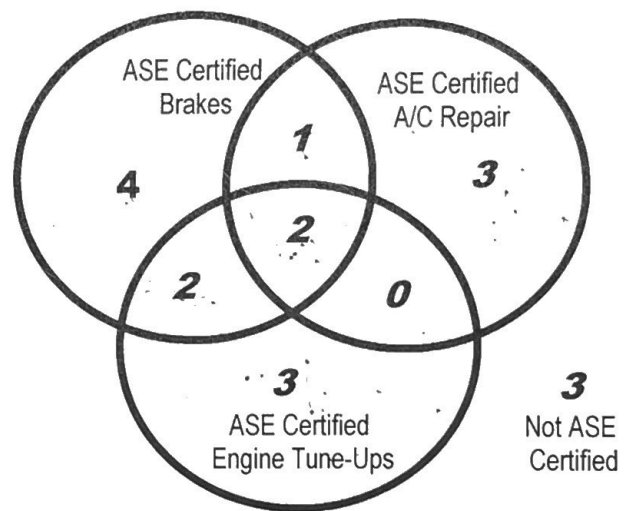 ASE Certified
Brakes
ASE Certified
A/C Repair
1
4
3
2
2
0
3
ASE Certified
Engine Tune-Ups
3
Not ASE
Certified